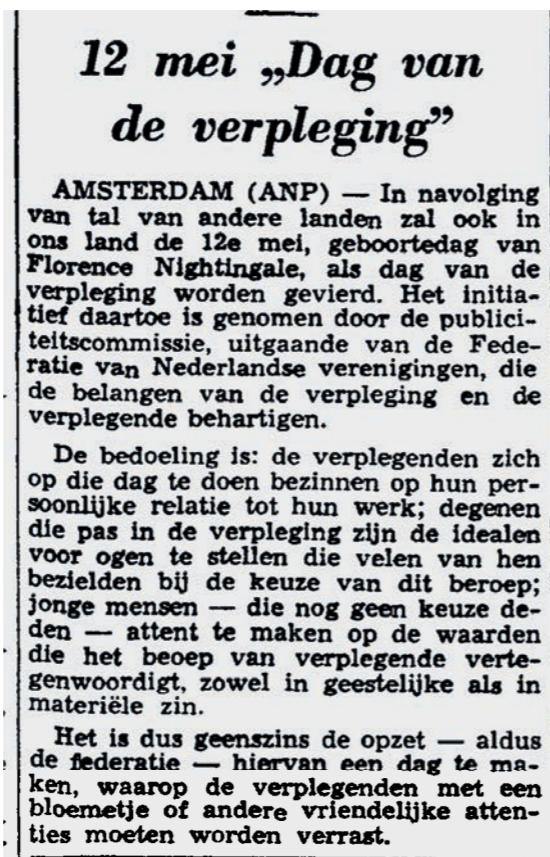 12 mei „Dag van
de verpleging”
AMSTERDAM (ANP) — In navolging
van tal van andere landen zal ook in
ons land de 12e mei, geboortedag van
Florence Nightingale, als dag van de
verpleging worden gevierd. Het initia-
tief daartoe is genomen door de publici-
teitscommissie, uitgaande van de Fede-
ratie van Nederlandse verenigingen, die
de belangen van de verpleging en de
verplegende behartigen.
De bedoeling is: de verplegenden zich
op die dag te doen bezinnen op hun per-
soonlijke relatie tot hun werk; degenen
die pas in de verpleging zijn de idealen
voor ogen te stellen die velen van hen
bezielden bij de keuze van dit beroep;
jonge mensen — die nog geen keuze de-
den — attent te maken op de waarden
die het beoep van verplegende verte-
genwoordigt, zowel in geestelijke als in
materiële zin.
Het is dus geenszins de opzet — aldus
de federatie — hiervan een dag te ma-
ken, waarop de verplegenden met een
bloemetje of andere vriendelijke atten-
ties moeten worden verrast.